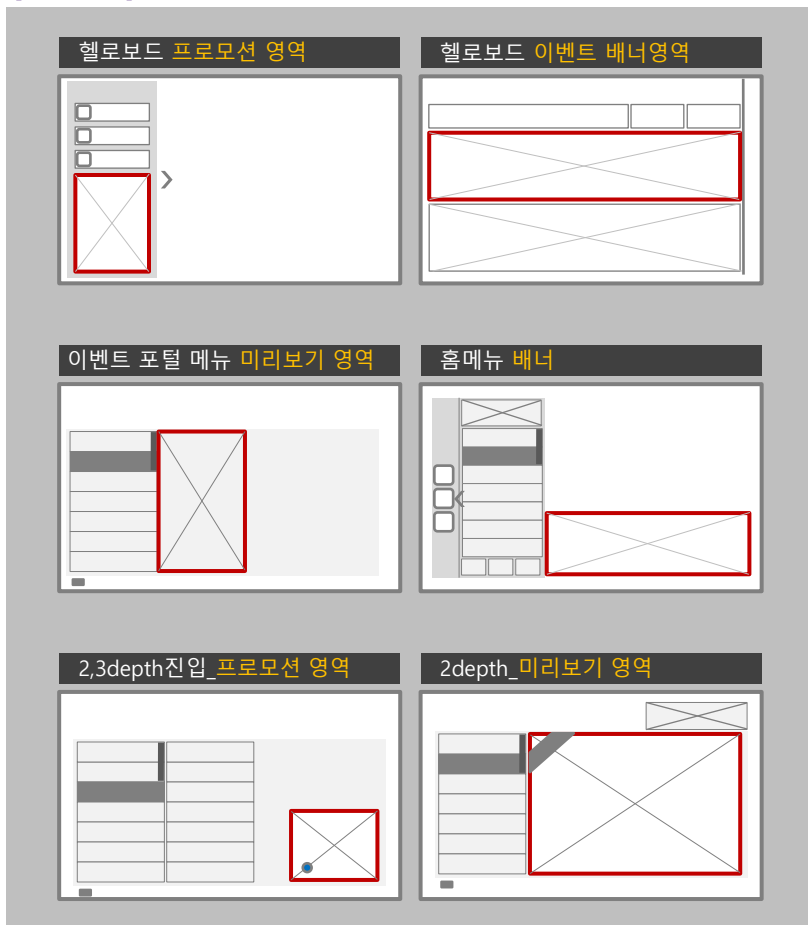 헬로보드 프로모션 영역
헬로보드 이벤트 배너영역
이벤트 포털 메뉴 미리보기 영역
홈메뉴 배너
2,3depth진입_프로모션 영역
2depth_미리보기 영역